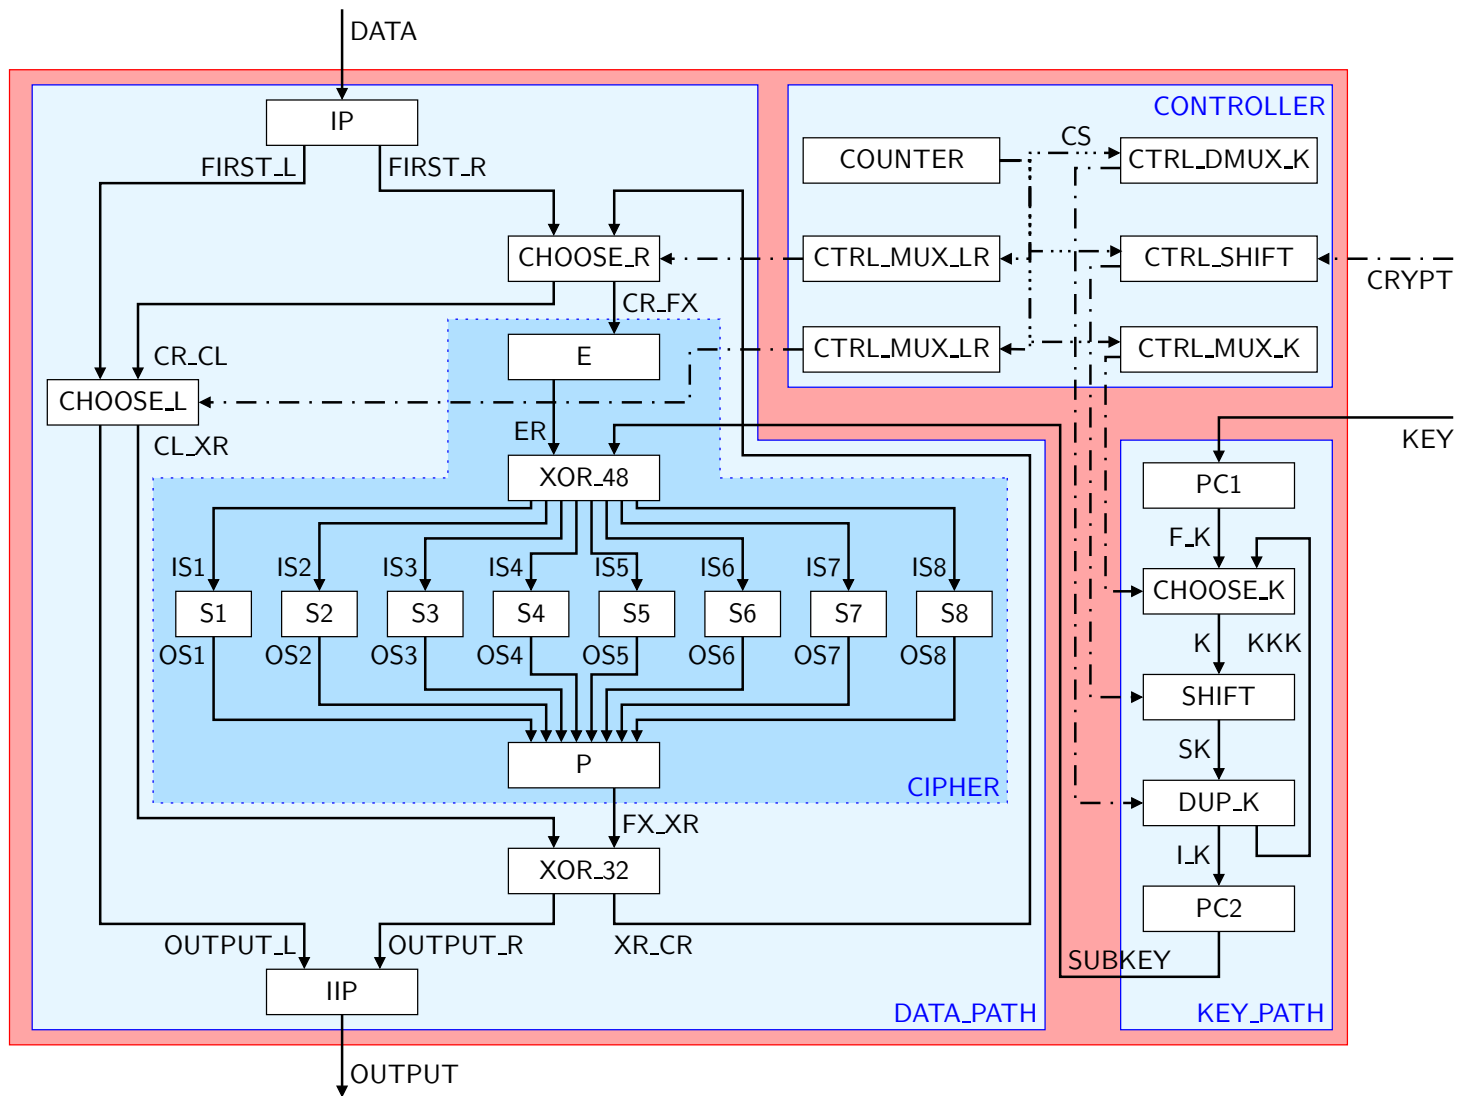 DATA
CONTROLLER
IP
CS
COUNTER
CTRL_DMUX_K
FIRST_L
FIRST_R
CHOOSE_R
CTRL_MUX_LR
CTRL_SHIFT
CRYPT
CR_FX
CR_CL
E
CTRL_MUX_LR
CTRL_MUX_K
CHOOSE_L
CL_XR
ER
KEY
XOR_48
PC1
F_K
IS1 IS2 IS3 IS4 IS5 IS6 IS7 IS8
CHOOSE_K
S1 S2 S3 S4 S5 S6 S7 S8
K
KKK
OS1 OS2 OS3 OS4 OS5 OS6 OS7 OS8
SHIFT
SK
P
CIPHER
DUP_K
FX_XR
I_K
XOR_32
PC2
OUTPUT_L
OUTPUT_R
XR_CR
SUBKEY
IIP
DATA_PATH
KEY_PATH
OUTPUT